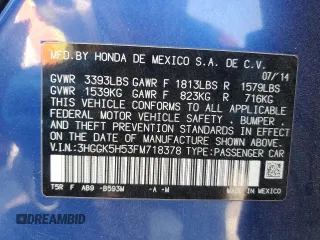 MFD.BY HONDA DE MEXICO S.A. DE C.V.
07/14
GVWR 3393LBS GAWR F 1813LBS R 1579LBS
GVWR 1539KG GAWR F 823KG R 716KG
THIS VEHICLE CONFORMS TO ALL APPLICABLE
FEDERAL MOTOR VEHICLE SAFETY, BUMPER,
AND THEFT PREVENTION STANDARDS IN EFFECT
ON THE DATE OF MANUFACTURE SHOWN ABOVE.
V.I.N.:3HGGK5H53FM718378 TYPE:PASSENGER CAR
T5R F AB9 -B593M -A -M MADE IN MEXICO
DREAMBID